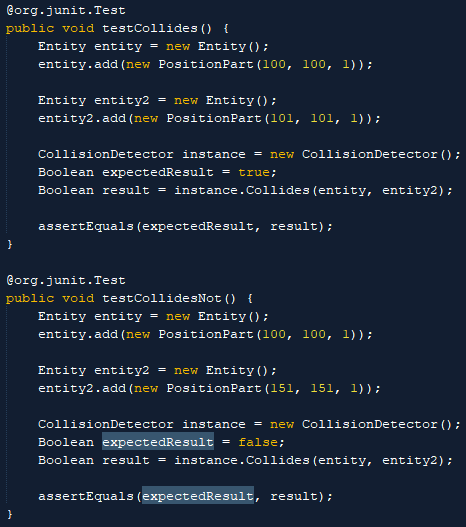 @org.junit.Test
public void testCollides() {
    Entity entity = new Entity();
    entity.add(new PositionPart(100, 100, 1));

    Entity entity2 = new Entity();
    entity2.add(new PositionPart(101, 101, 1));

    CollisionDetector instance = new CollisionDetector();
    Boolean expectedResult = true;
    Boolean result = instance.Collides(entity, entity2);

    assertEquals(expectedResult, result);
}

@org.junit.Test
public void testCollidesNot() {
    Entity entity = new Entity();
    entity.add(new PositionPart(100, 100, 1));

    Entity entity2 = new Entity();
    entity2.add(new PositionPart(151, 151, 1));

    CollisionDetector instance = new CollisionDetector();
    Boolean expectedResult = false;
    Boolean result = instance.Collides(entity, entity2);

    assertEquals(expectedResult, result);
}